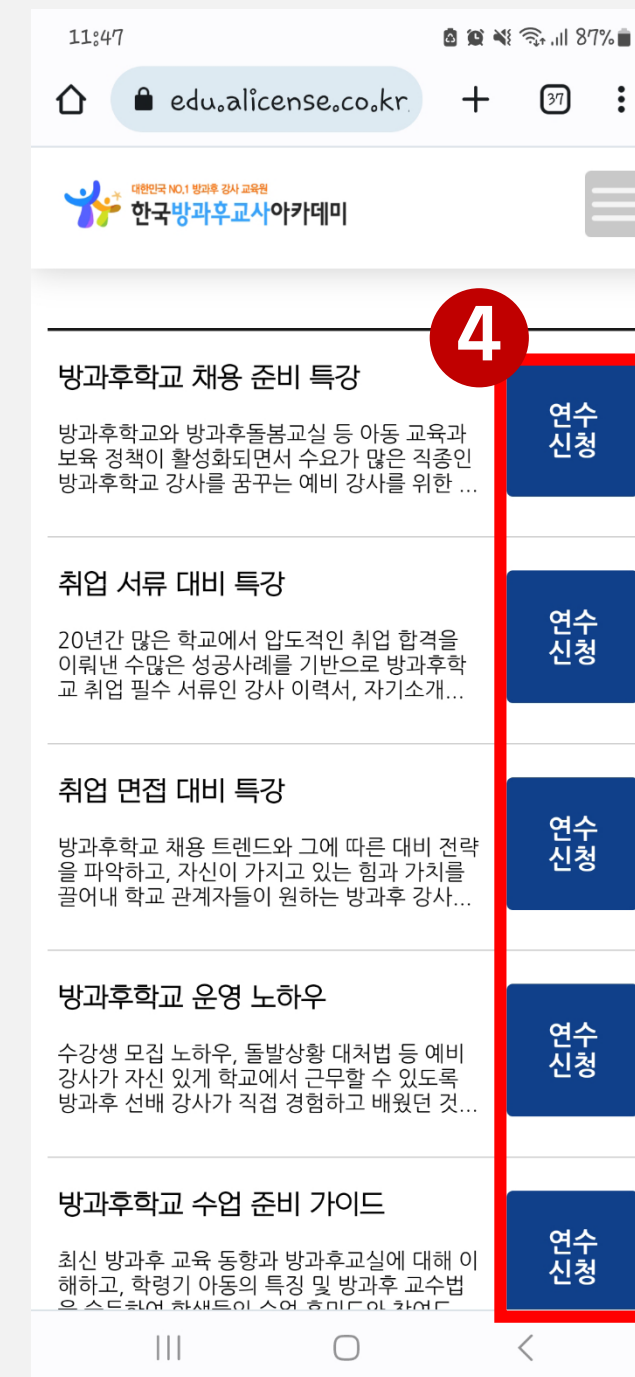 11:47
87%
edu.alicense.co.kr
37
대한민국 NO.1 방과후 강사 교육원
한국방과후교사아카데미
4
방과후학교 채용 준비 특강
방과후학교와 방과후돌봄교실 등 아동 교육과
보육 정책이 활성화되면서 수요가 많은 직종인
방과후학교 강사를 꿈꾸는 예비 강사를 위한 ...
연수
신청
취업 서류 대비 특강
20년간 많은 학교에서 압도적인 취업 합격을
이뤄낸 수많은 성공사례를 기반으로 방과후학
교 취업 필수 서류인 강사 이력서, 자기소개...
연수
신청
취업 면접 대비 특강
방과후학교 채용 트렌드와 그에 따른 대비 전략
을 파악하고, 자신이 가지고 있는 힘과 가치를
끌어내 학교 관계자들이 원하는 방과후 강사...
연수
신청
방과후학교 운영 노하우
수강생 모집 노하우, 돌발상황 대처법 등 예비
강사가 자신 있게 학교에서 근무할 수 있도록
방과후 선배 강사가 직접 경험하고 배웠던 것...
연수
신청
방과후학교 수업 준비 가이드
최신 방과후 교육 동향과 방과후교실에 대해 이
해하고, 학령기 아동의 특징 및 방과후 교수법
연수
신청